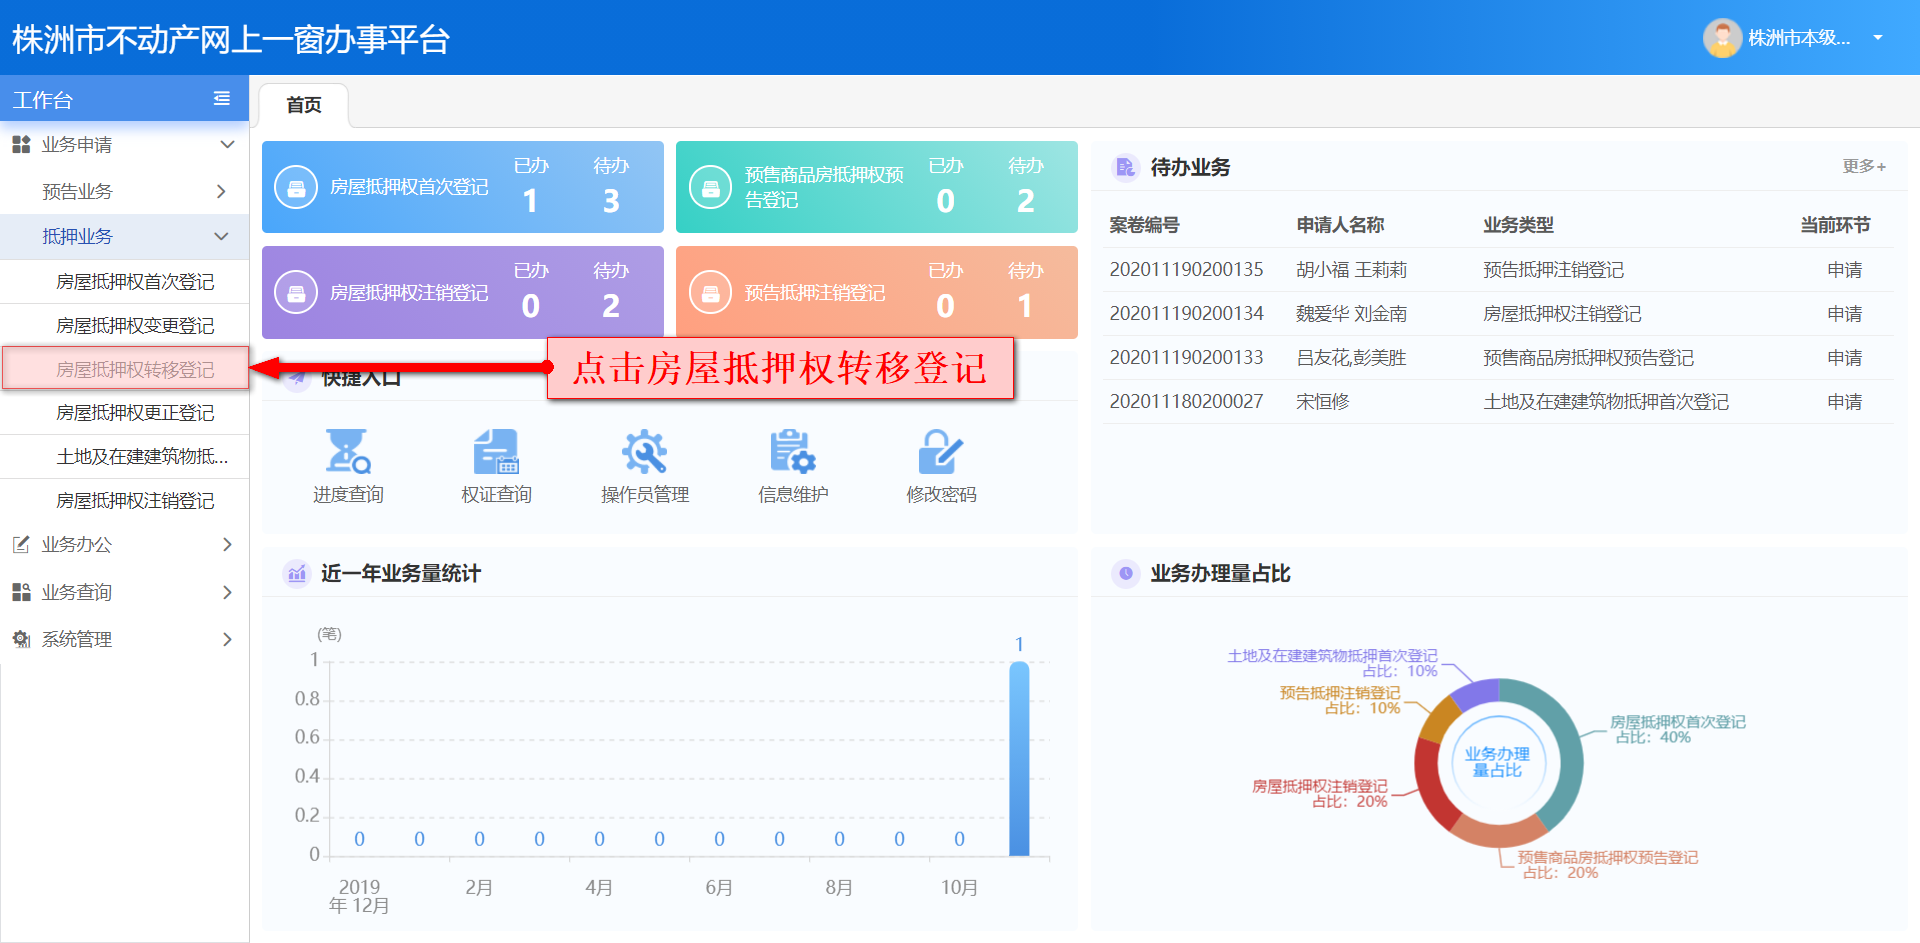 株洲市不动产网上一窗办事平台
株洲市本级...
工作台
首页
业务申请
预告业务
抵押业务
房屋抵押权首次登记
房屋抵押权变更登记
房屋抵押权转移登记
房屋抵押权更正登记
土地及在建建筑物抵...
房屋抵押权注销登记
业务办公
业务查询
系统管理
房屋抵押权首次登记
已办 待办
1 3
预售商品房抵押权预
告登记
已办 待办
0 2
房屋抵押权注销登记
已办 待办
0 2
预告抵押注销登记
已办 待办
0 1
点击房屋抵押权转移登记
快捷入口
进度查询 权证查询 操作员管理 信息维护 修改密码
待办业务 更多+
案卷编号 申请人名称 业务类型 当前环节
202011190200135 胡小福 王莉莉 预告抵押注销登记 申请
202011190200134 魏爱华 刘金南 房屋抵押权注销登记 申请
202011190200133 吕友花,彭美胜 预售商品房抵押权预告登记 申请
202011180200027 宋恒修 土地及在建建筑物抵押首次登记 申请
近一年业务量统计
(笔)
1
1
0.8
0.6
0.4
0.2
0
0 0 0 0 0 0 0 0 0 0 0
2019 2月 4月 6月 8月 10月
年 12月
业务办理量占比
土地及在建建筑物抵押首次登记
占比：10%
预告抵押注销登记
占比：10%
房屋抵押权首次登记
占比：40%
业务办理
量占比
房屋抵押权注销登记
占比：20%
预售商品房抵押权预告登记
占比：20%